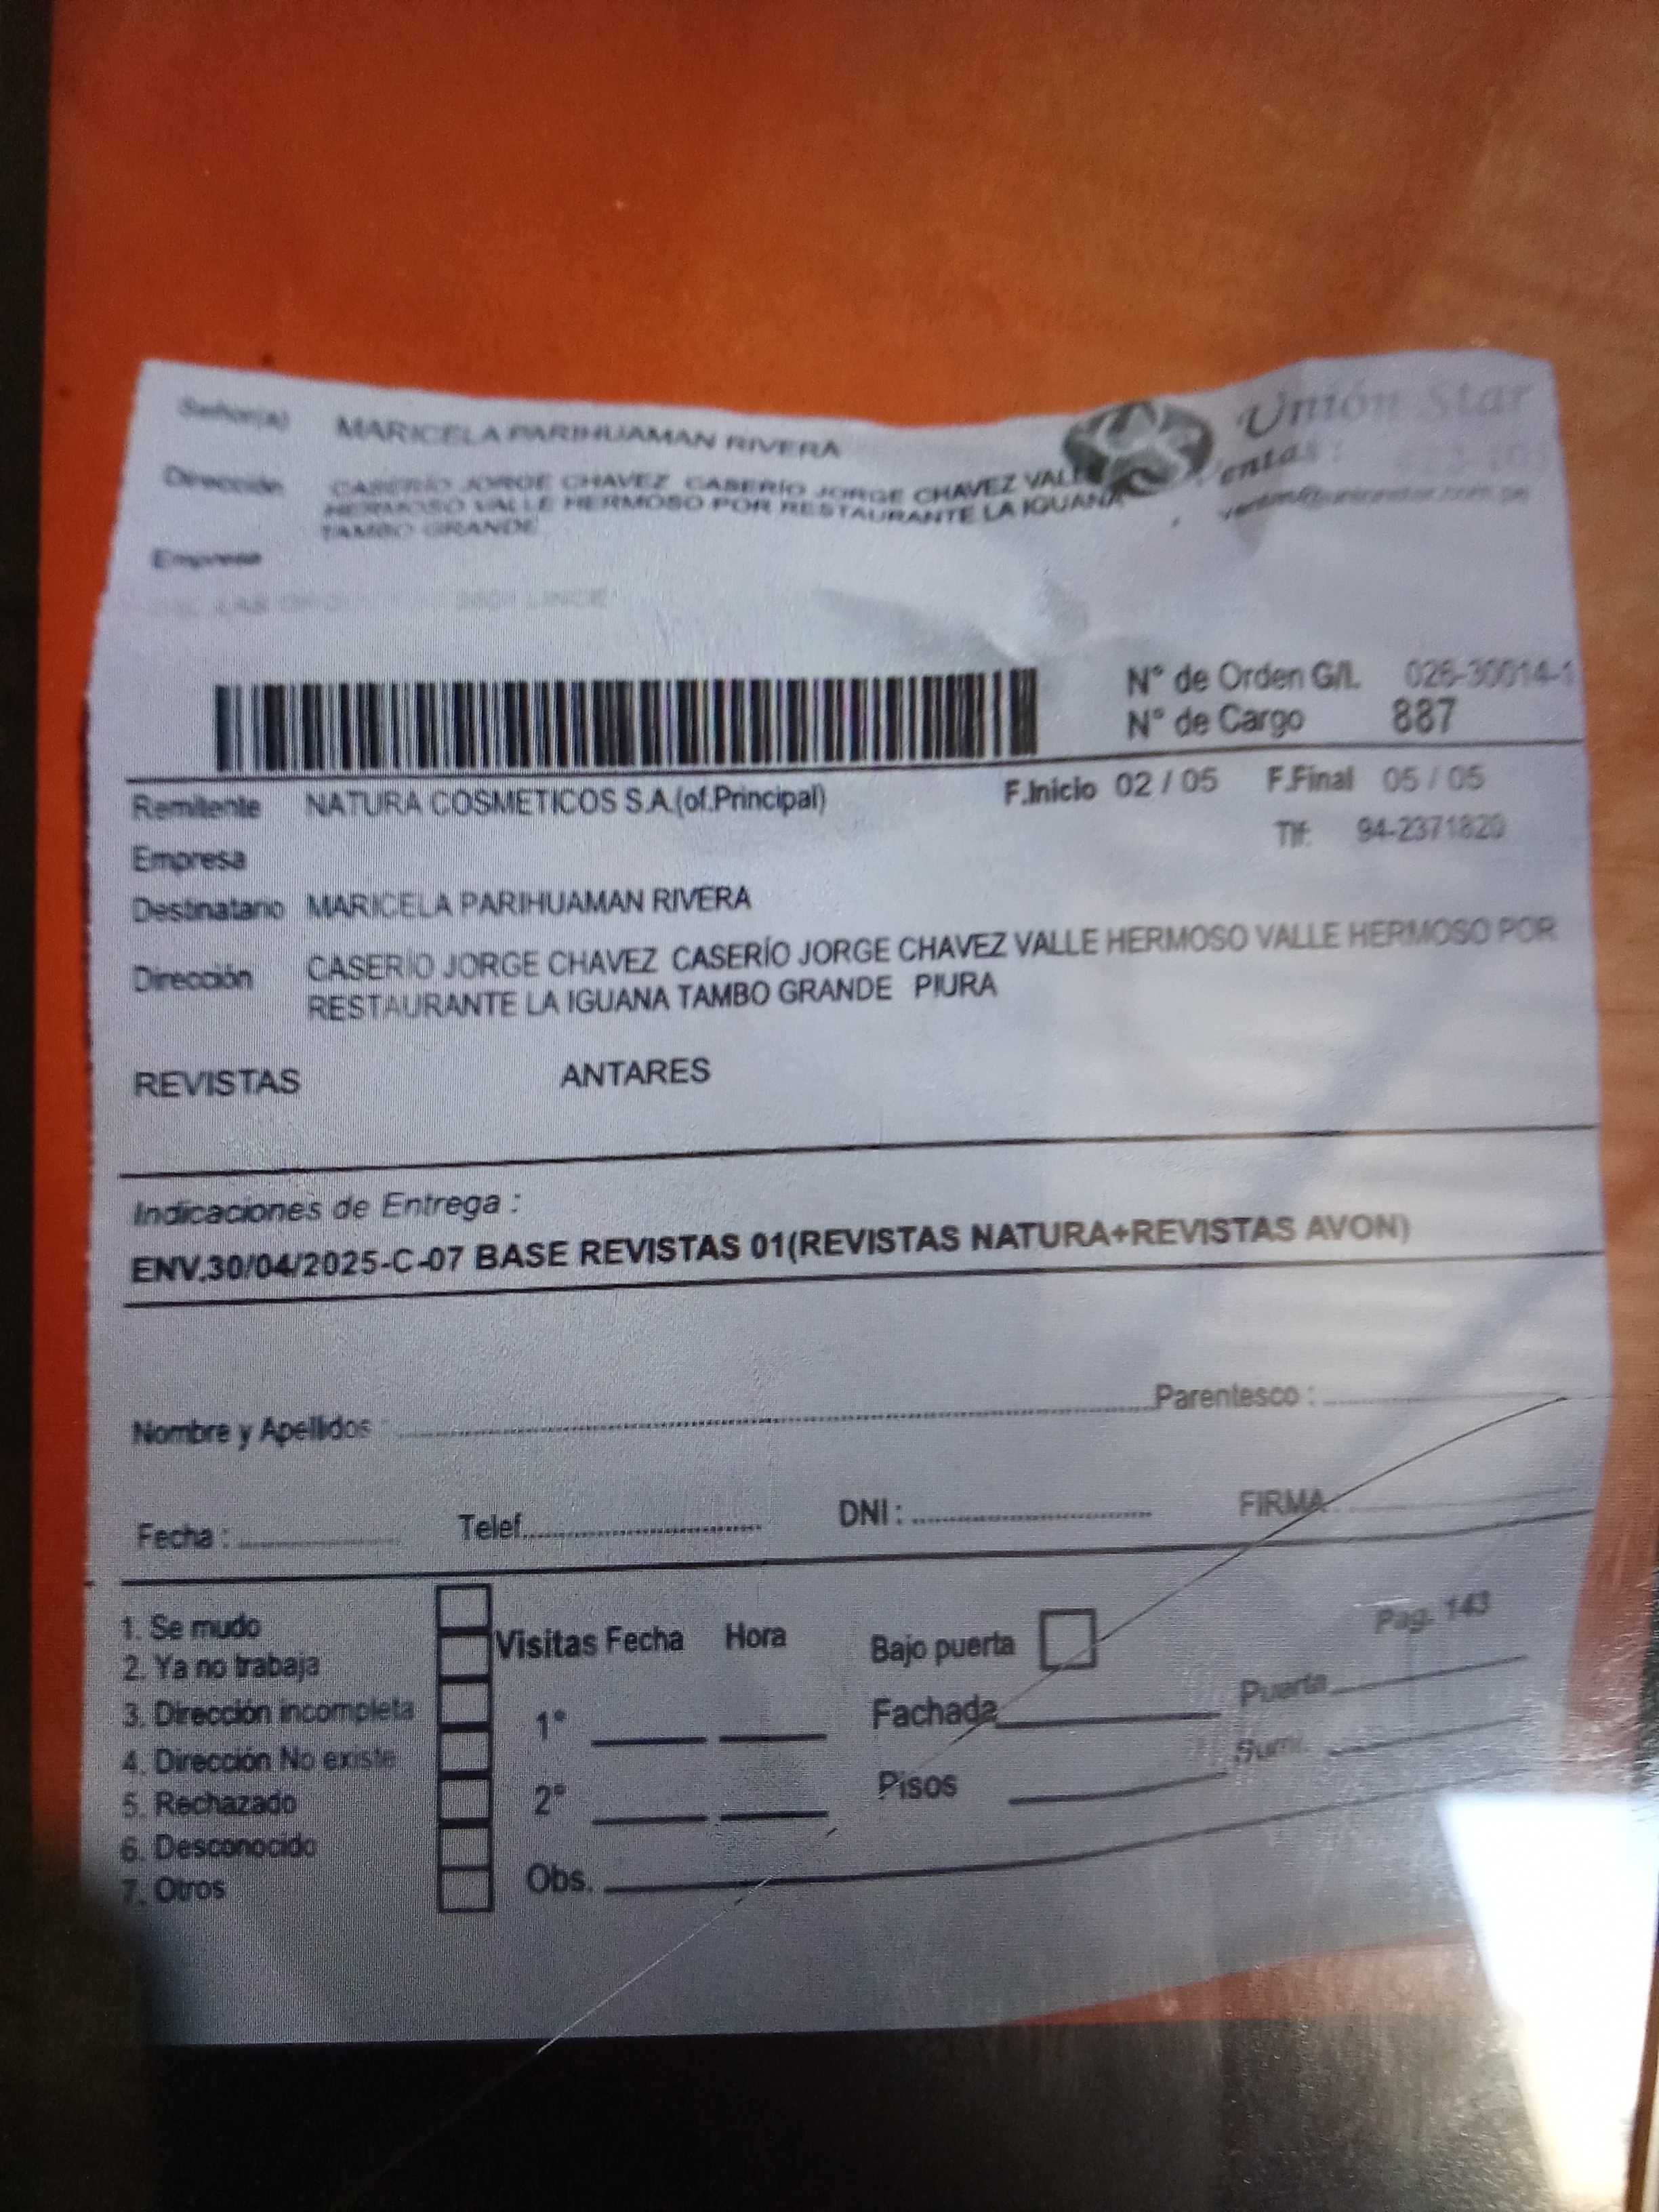 Señor(a) MARICELA PARIHUAMAN RIVERA
Unión Star
Ventas:
Dirección CASERÍO JORGE CHAVEZ CASERÍO JORGE CHAVEZ VALLE
HERMOSO VALLE HERMOSO POR RESTAURANTE LA IGUANA
TAMBO GRANDE
Empresa
N° de Orden G/L 026-30014-1
N° de Cargo 887
Remitente NATURA COSMETICOS S.A.(of.Principal) F.Inicio 02 / 05 F.Final 05 / 05
Tlf: 94-2371820
Empresa
Destinatario MARICELA PARIHUAMAN RIVERA
Dirección CASERÍO JORGE CHAVEZ CASERÍO JORGE CHAVEZ VALLE HERMOSO VALLE HERMOSO POR
RESTAURANTE LA IGUANA TAMBO GRANDE PIURA
REVISTAS ANTARES
Indicaciones de Entrega :
ENV.30/04/2025-C-07 BASE REVISTAS 01(REVISTAS NATURA+REVISTAS AVON)
Nombre y Apellidos : Parentesco :
Fecha : Telef. DNI : FIRMA
Pag. 143
1. Se mudo
2. Ya no trabaja
3. Dirección incompleta
4. Dirección No existe
5. Rechazado
6. Desconocido
7. Otros
Visitas Fecha Hora
1°
2°
Obs.
Bajo puerta
Fachada Puerta
Pisos Sumi.